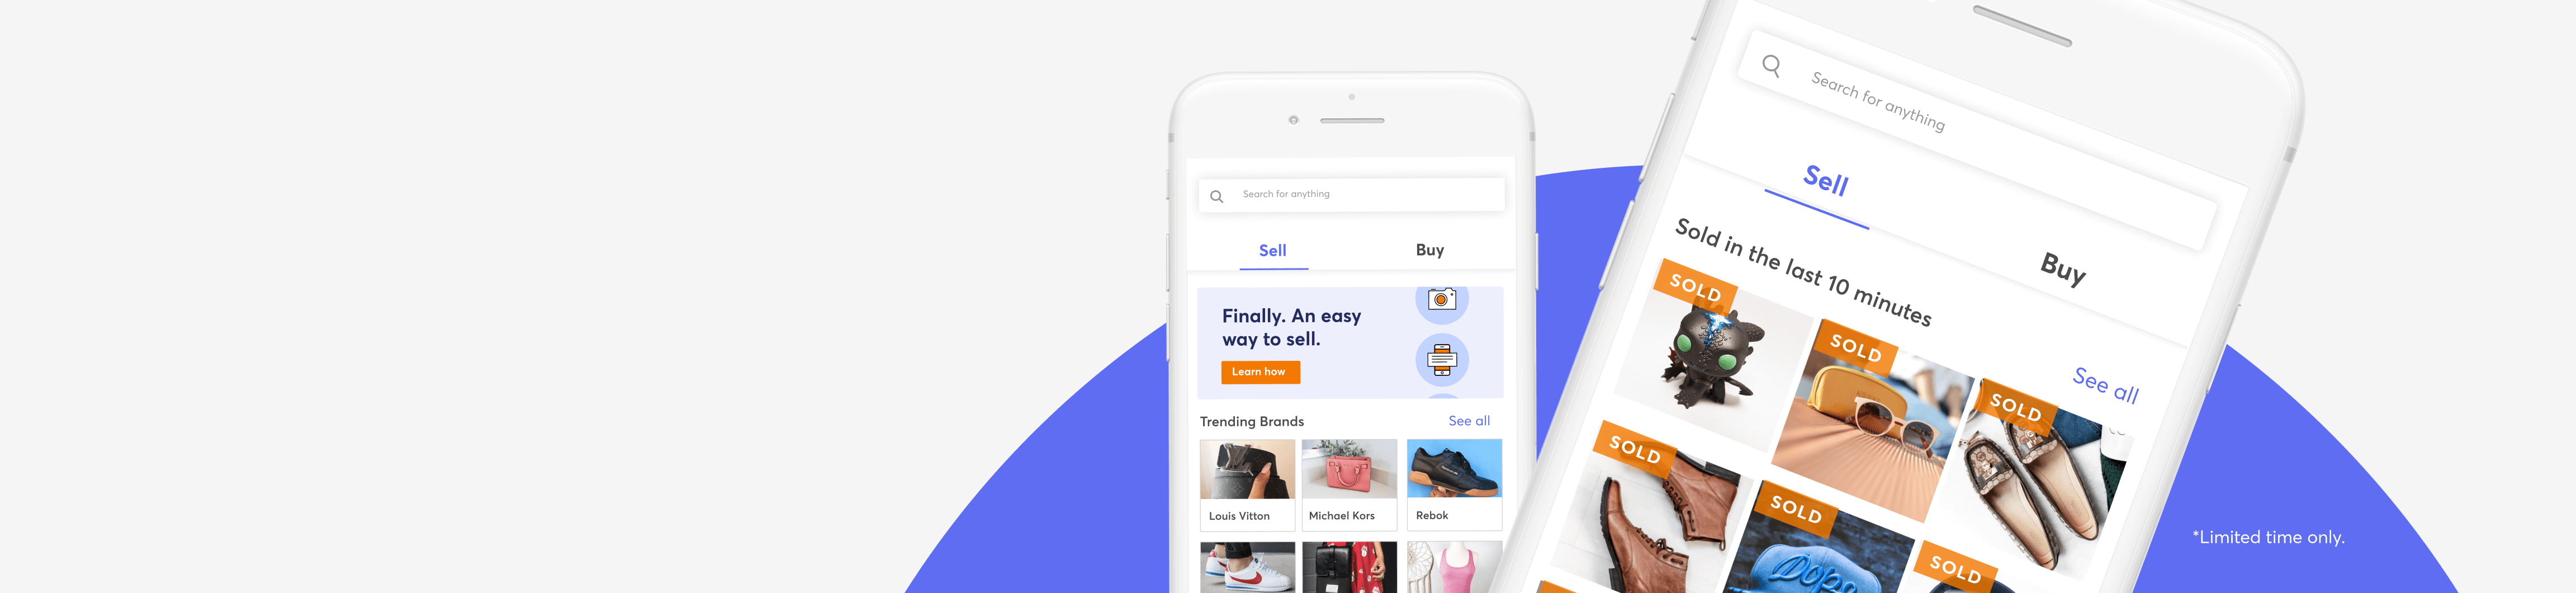 Search for anything
Sell
Buy
Finally. An easy
way to sell.
Learn how
Trending Brands
See all
Louis Vitton
Michael Kors
Rebok
Search for anything
Sell
Buy
Sold in the last 10 minutes
See all
SOLD
SOLD
SOLD
SOLD
SOLD
Dope
SOLD
*Limited time only.